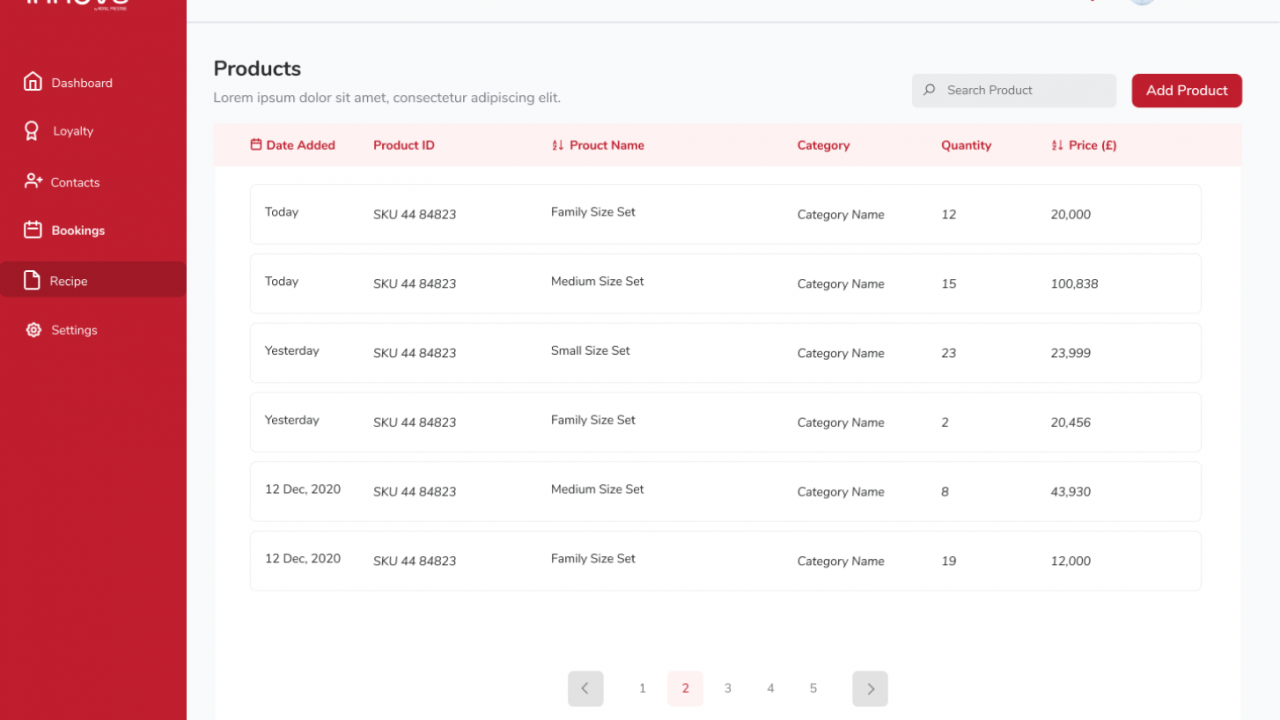 Dashboard
Loyalty
Contacts
Bookings
Recipe
Settings
Products
Lorem ipsum dolor sit amet, consectetur adipiscing elit.
Search Product
Add Product
Date Added Product ID Prouct Name Category Quantity Price (£)
Today SKU 44 84823 Family Size Set Category Name 12 20,000
Today SKU 44 84823 Medium Size Set Category Name 15 100,838
Yesterday SKU 44 84823 Small Size Set Category Name 23 23,999
Yesterday SKU 44 84823 Family Size Set Category Name 2 20,456
12 Dec, 2020 SKU 44 84823 Medium Size Set Category Name 8 43,930
12 Dec, 2020 SKU 44 84823 Family Size Set Category Name 19 12,000
1 2 3 4 5